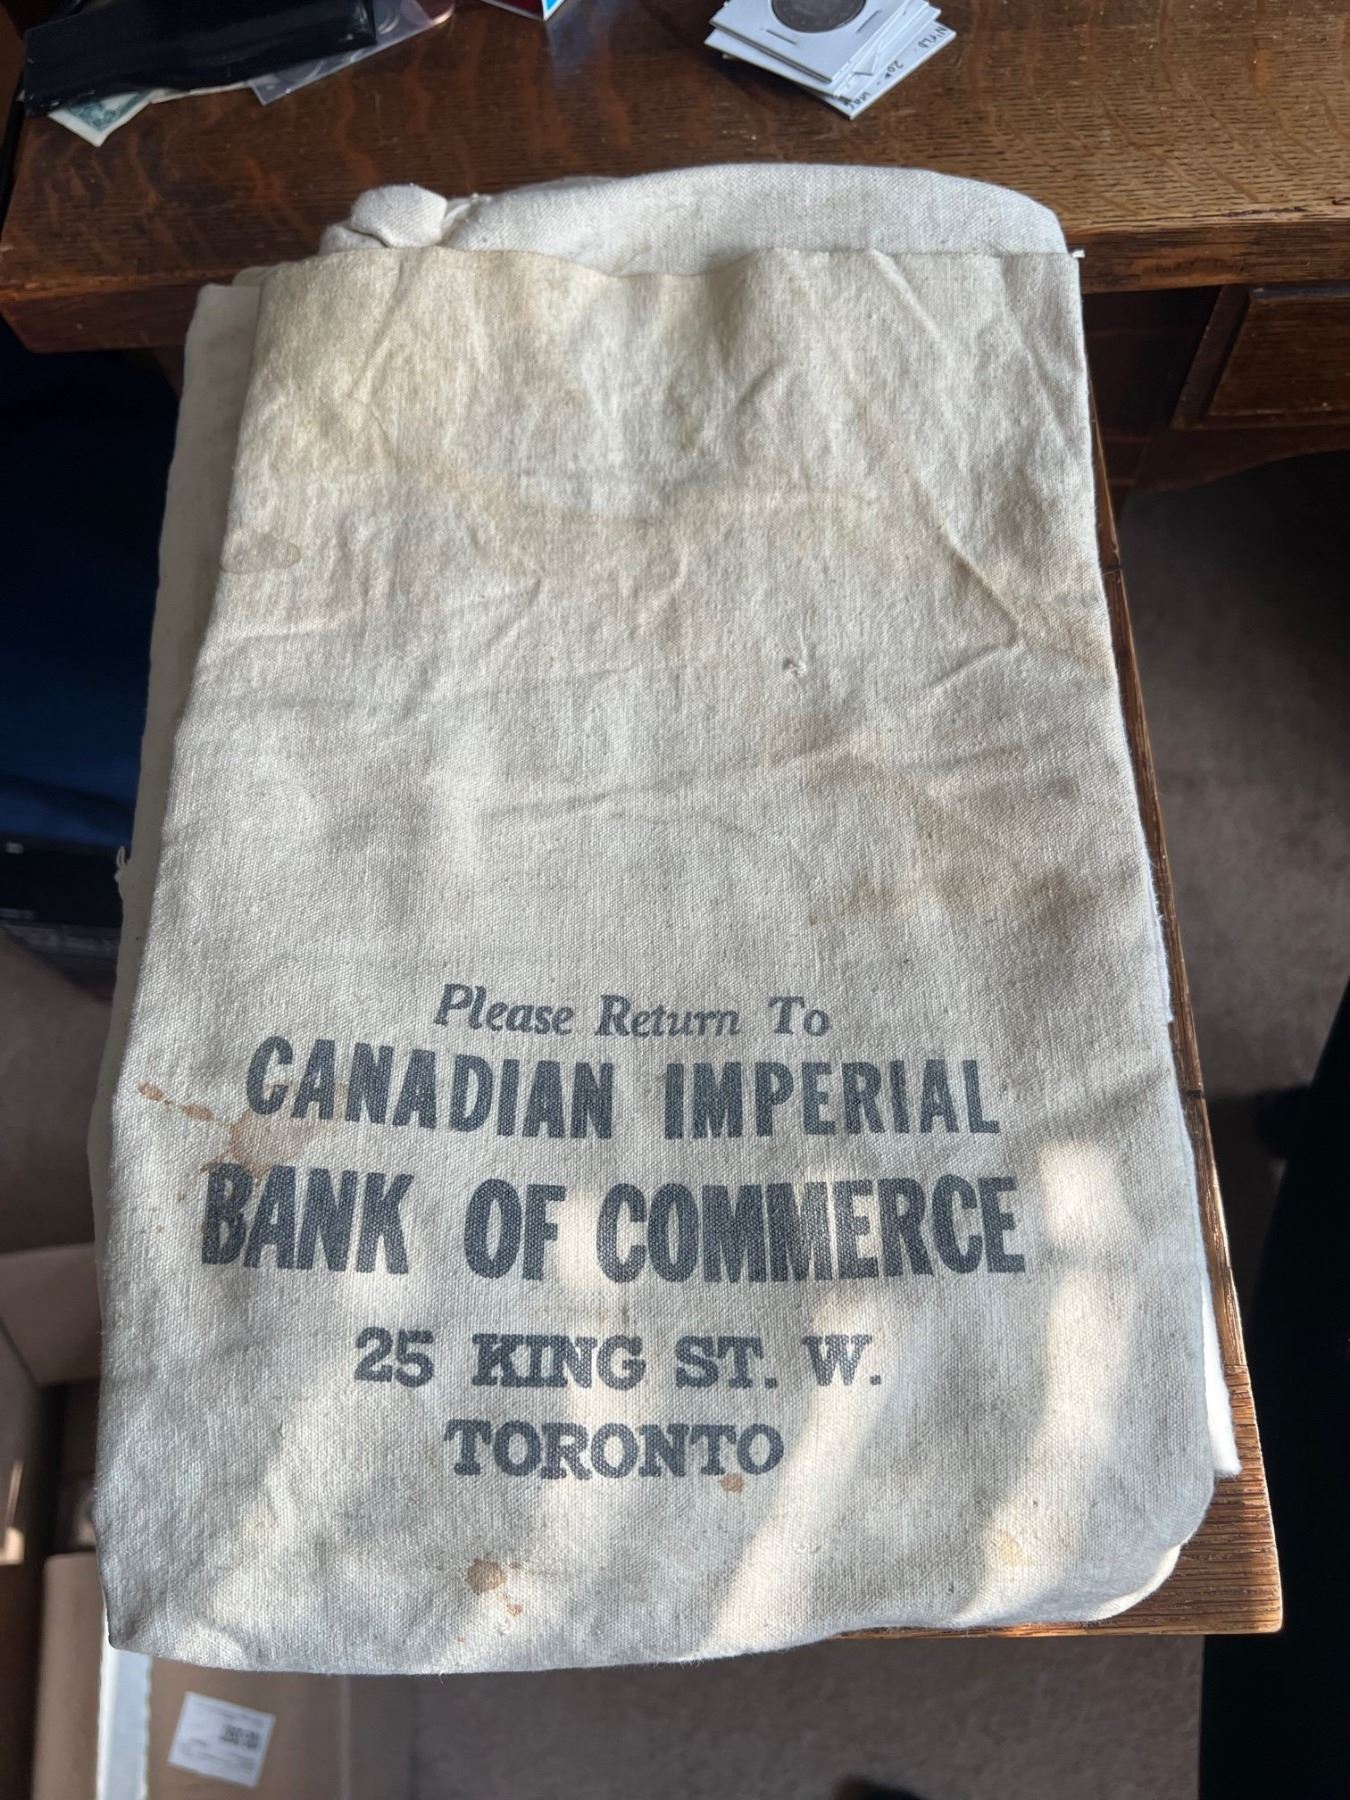 Please Return To
CANADIAN IMPERIAL
BANK OF COMMERCE
25 KING ST. W.
TORONTO